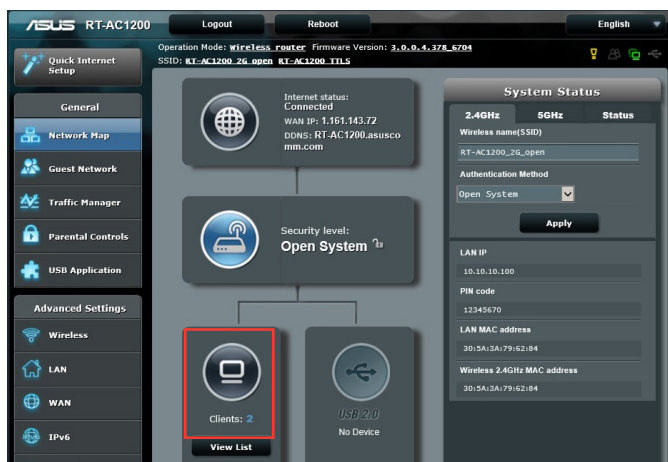 ASUS RT-AC1200
Logout
Reboot
English
Quick Internet
Setup
Operation Mode: Wireless router Firmware Version: 3.0.0.4.378_6704
SSID: RT-AC1200_2G_open RT-AC1200_TTLS
General
Network Map
Guest Network
Traffic Manager
Parental Controls
USB Application
Advanced Settings
Wireless
LAN
WAN
IPv6
Internet status:
Connected
WAN IP: 1.161.143.72
DDNS: RT-AC1200.asusco
mm.com
Security level:
Open System
Clients: 2
View List
USB 2.0
No Device
System Status
2.4GHz
5GHz
Status
Wireless name(SSID)
RT-AC1200_2G_open
Authentication
Method
Open System
Apply
LAN IP
10.10.10.100
PIN code
12345670
LAN MAC address
30:5A:3A:79:62:84
Wireless 2.4GHz MAC address
30:5A:3A:79:62:84